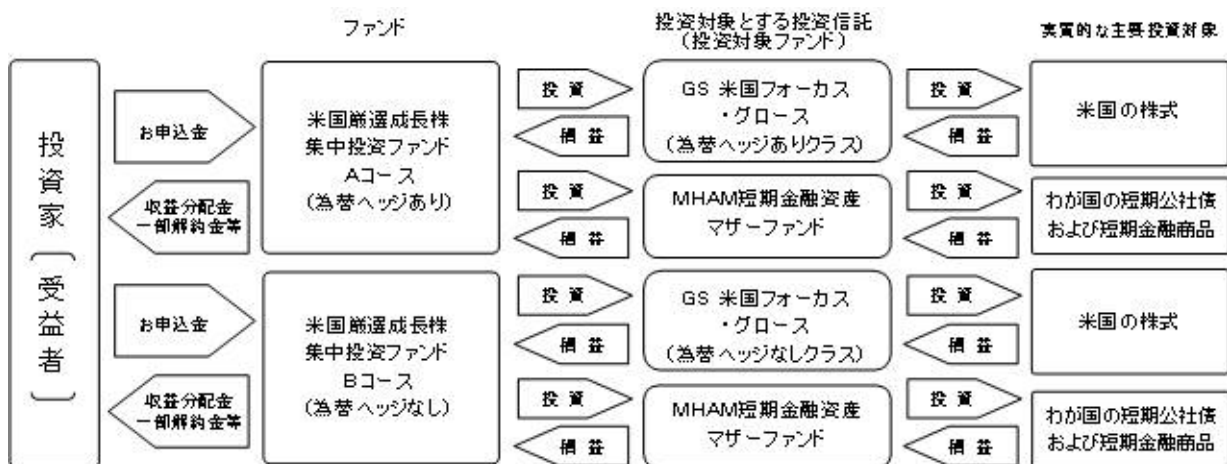 ファンド
投資対象とする投資信託
(投資対象ファンド)
実質的な主要投資対象
投資家
(受益者)
お申込金
収益分配金
一部解約金等
米国厳選成長株
集中投資ファンド
Aコース
(為替ヘッジあり)
投資
損益
GS 米国フォーカス
・グロース
(為替ヘッジありクラス)
投資
損益
米国の株式
投資
損益
MHAM短期金融資産
マザーファンド
投資
損益
わが国の短期公社債
および短期金融商品
お申込金
収益分配金
一部解約金等
米国厳選成長株
集中投資ファンド
Bコース
(為替ヘッジなし)
投資
損益
GS 米国フォーカス
・グロース
(為替ヘッジなしクラス)
投資
損益
米国の株式
投資
損益
MHAM短期金融資産
マザーファンド
投資
損益
わが国の短期公社債
および短期金融商品